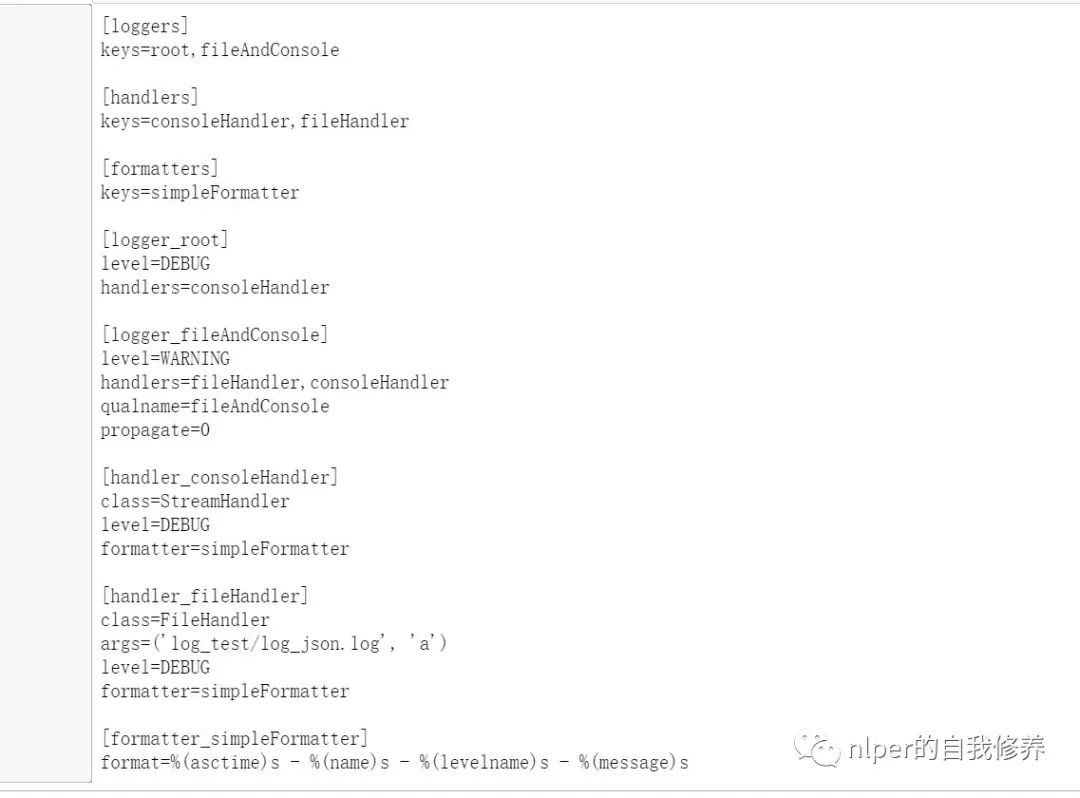 [loggers]
keys=root,fileAndConsole
[handlers]
keys=consoleHandler,fileHandler
[formatters]
keys=simpleFormatter
[logger_root]
level=DEBUG
handlers=consoleHandler
[logger_fileAndConsole]
level=WARNING
handlers=fileHandler,consoleHandler
qualname=fileAndConsole
propagate=0
[handler_consoleHandler]
class=StreamHandler
level=DEBUG
formatter=simpleFormatter
[handler_fileHandler]
class=FileHandler
args=('log_test/log_json.log', 'a')
level=DEBUG
formatter=simpleFormatter
[formatter_simpleFormatter]
format=%(asctime)s - %(name)s - %(levelname)s - %(message)s
nlper的自我修养